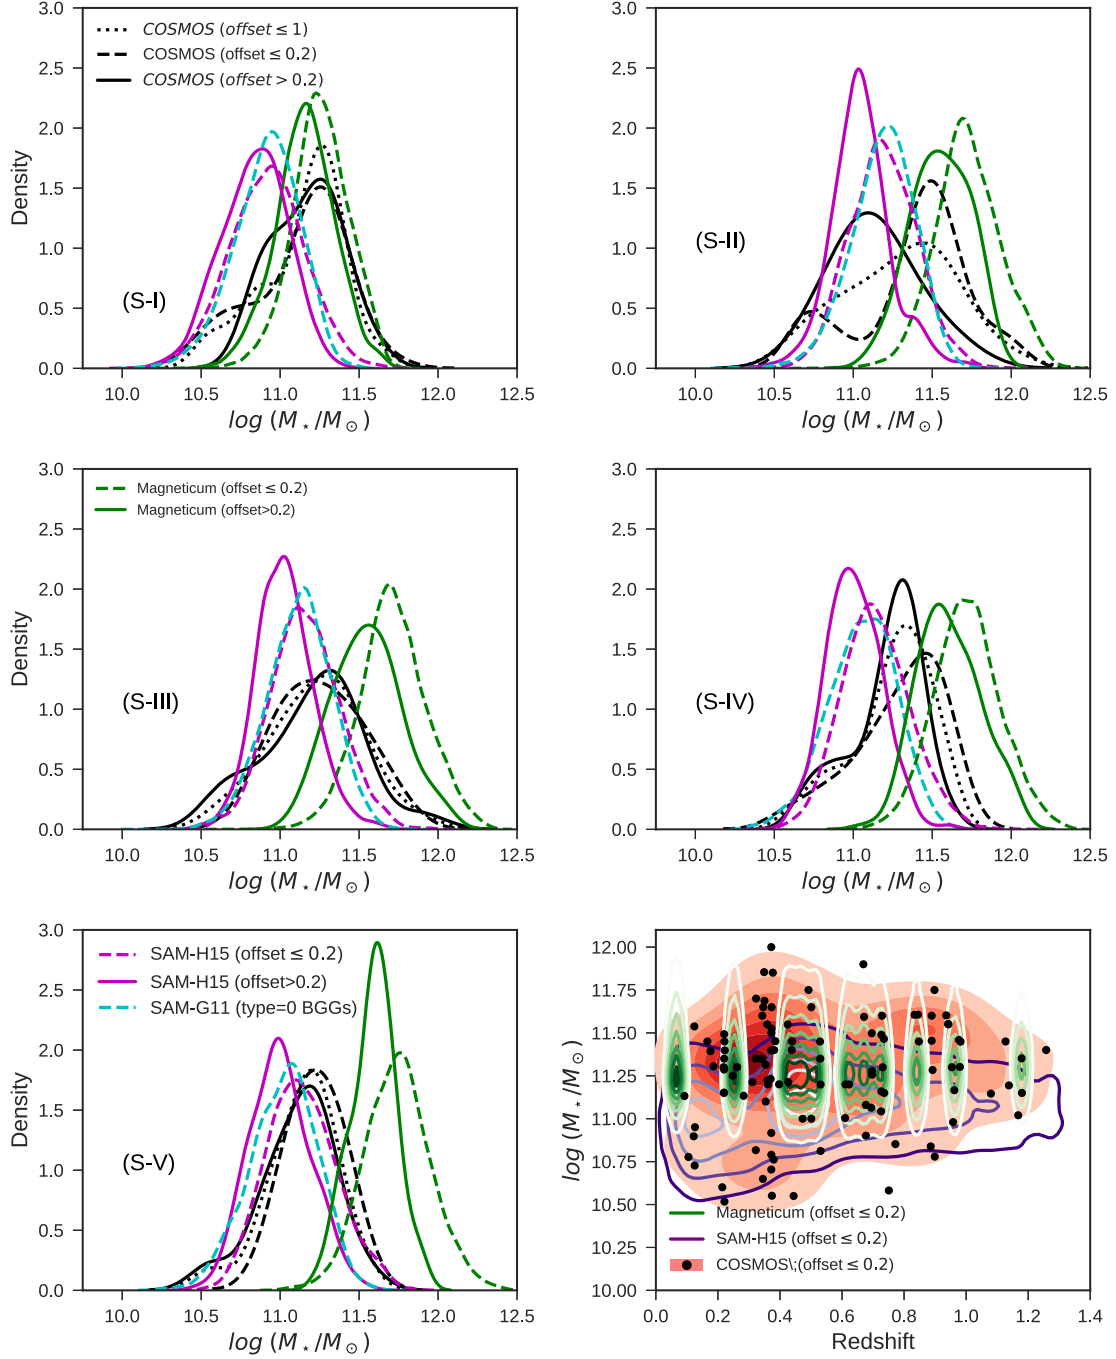 COSMOS (offset ≤ 1)
COSMOS (offset ≤ 0.2)
COSMOS (offset > 0.2)
(S-I)
Density
3.0
2.5
2.0
1.5
1.0
0.5
0.0
10.0 10.5 11.0 11.5 12.0 12.5
log (M⋆/M⊙)
(S-II)
3.0
2.5
2.0
1.5
1.0
0.5
0.0
10.0 10.5 11.0 11.5 12.0 12.5
log (M⋆/M⊙)
Magneticum (offset ≤ 0.2)
Magneticum (offset>0.2)
(S-III)
Density
3.0
2.5
2.0
1.5
1.0
0.5
0.0
10.0 10.5 11.0 11.5 12.0 12.5
log (M⋆/M⊙)
(S-IV)
3.0
2.5
2.0
1.5
1.0
0.5
0.0
10.0 10.5 11.0 11.5 12.0 12.5
log (M⋆/M⊙)
SAM-H15 (offset ≤ 0.2)
SAM-H15 (offset>0.2)
SAM-G11 (type=0 BGGs)
(S-V)
Density
3.0
2.5
2.0
1.5
1.0
0.5
0.0
10.0 10.5 11.0 11.5 12.0 12.5
log (M⋆/M⊙)
log (M⋆/M⊙)
12.00
11.75
11.50
11.25
11.00
10.75
10.50
10.25
10.00
Magneticum (offset ≤ 0.2)
SAM-H15 (offset ≤ 0.2)
COSMOS\;(offset ≤ 0.2)
0.0 0.2 0.4 0.6 0.8 1.0 1.2 1.4
Redshift